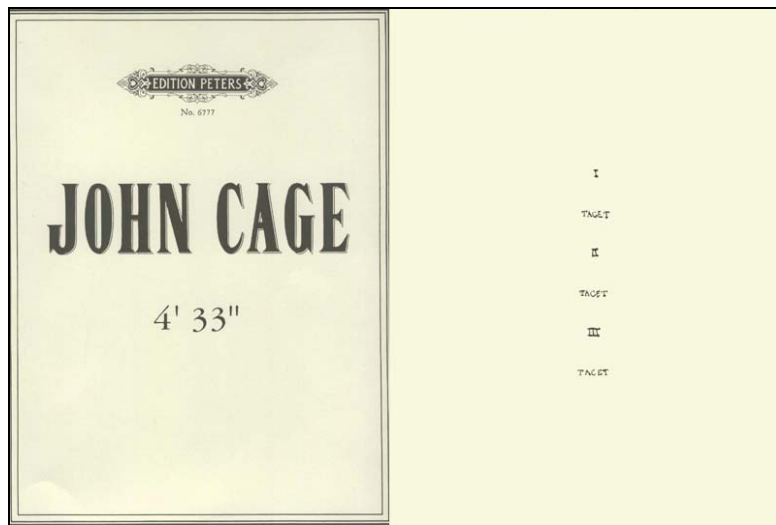 EDITION PETERS
No. 6777
JOHN CAGE
4' 33"
I
TACET
II
TACET
III
TACET